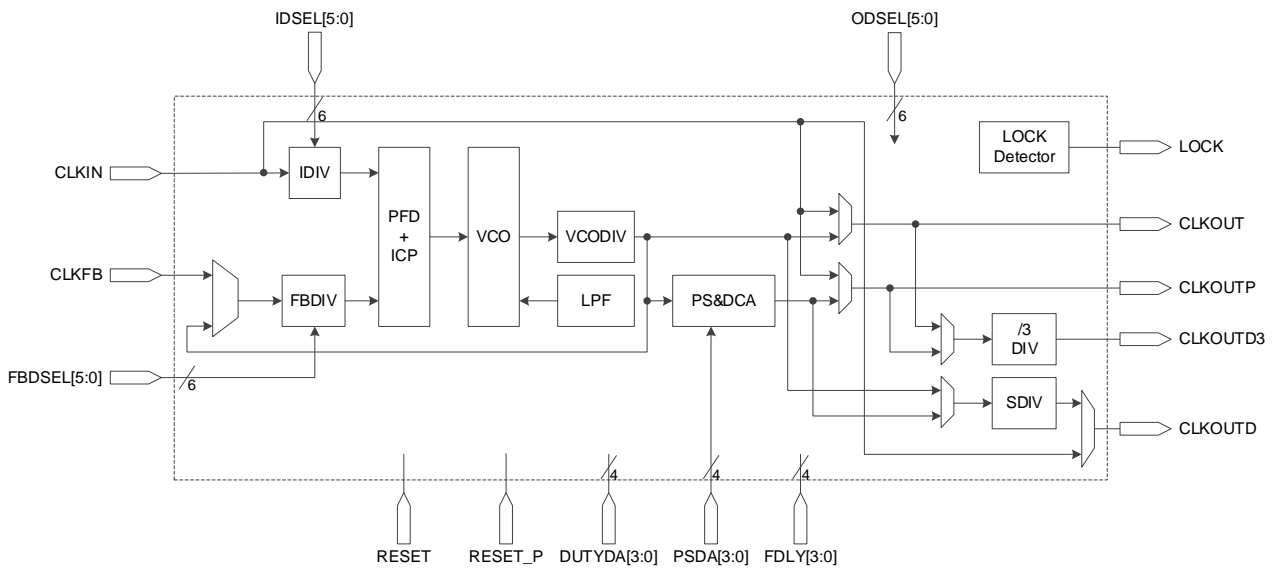 IDSEL[5:0]
ODSEL[5:0]
6
6
LOCK
Detector
LOCK
CLKIN
IDIV
PFD
+
ICP
VCO
VCODIV
CLKOUT
CLKFB
FBDIV
LPF
PS&DCA
CLKOUTP
/3
DIV
CLKOUTD3
FBDSEL[5:0]
6
SDIV
CLKOUTD
4
4
4
RESET
RESET_P
DUTYDA[3:0]
PSDA[3:0]
FDLY[3:0]